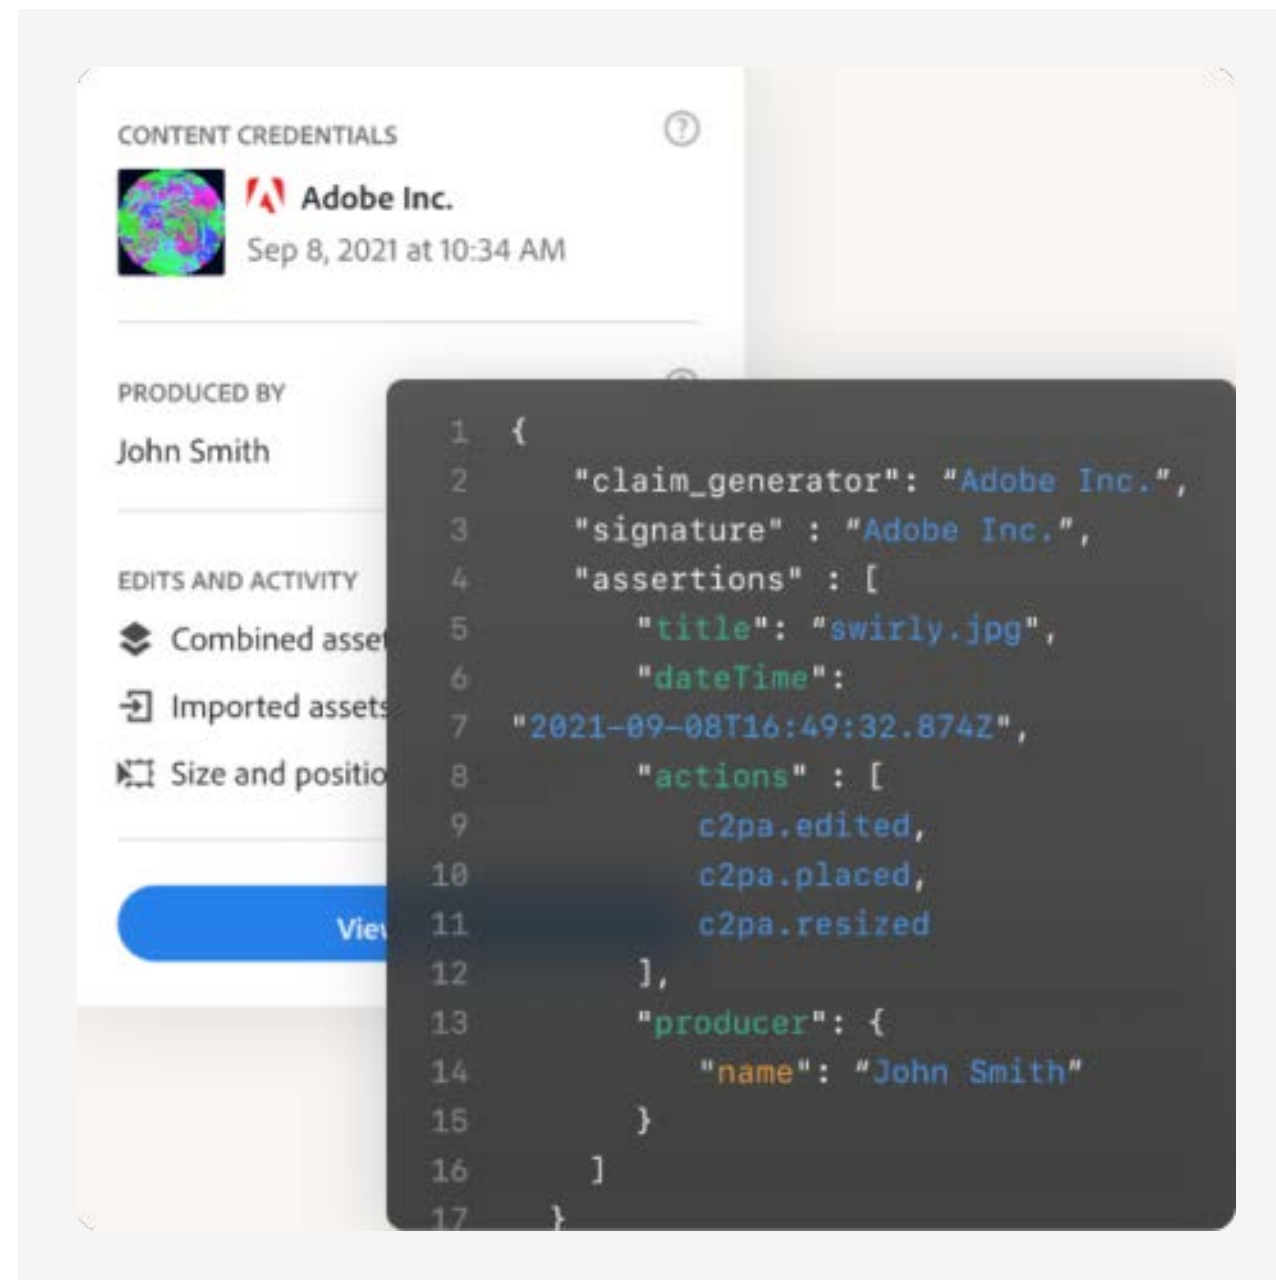 CONTENT CREDENTIALS
Adobe Inc.
Sep 8, 2021 at 10:34 AM
PRODUCED BY
John Smith
EDITS AND ACTIVITY
Combined
Imported assets
Size and
1 {
2 "claim_generator": “Adobe Inc.”,
3 "signature" : “Adobe Inc.”,
4 "assertions" : [
5 "title": “swirly.jpg",
6 "dateTime":
7 "2021-09-08T16:49:32.874Z",
8 "actions" : [
9 c2pa.edited,
10 c2pa.placed,
11 c2pa.resized
12 ],
13 "producer": {
14 "name": “John Smith”
15 }
16 ]
17 }